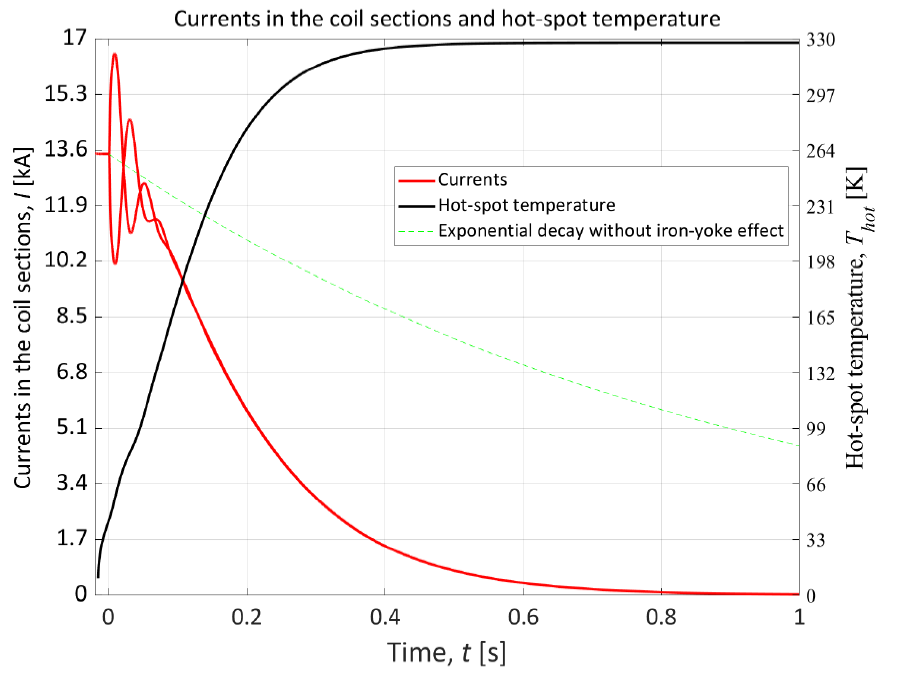 Currents in the coil sections and hot-spot temperature
17
15.3
13.6
11.9
10.2
8.5
6.8
5.1
3.4
1.7
0
Currents in the coil sections, I [kA]
Currents
Hot-spot temperature
Exponential decay without iron-yoke effect
330
297
264
231
198
165
132
99
66
33
0
Hot-spot temperature, T_hot [K]
0 0.2 0.4 0.6 0.8 1
Time, t [s]